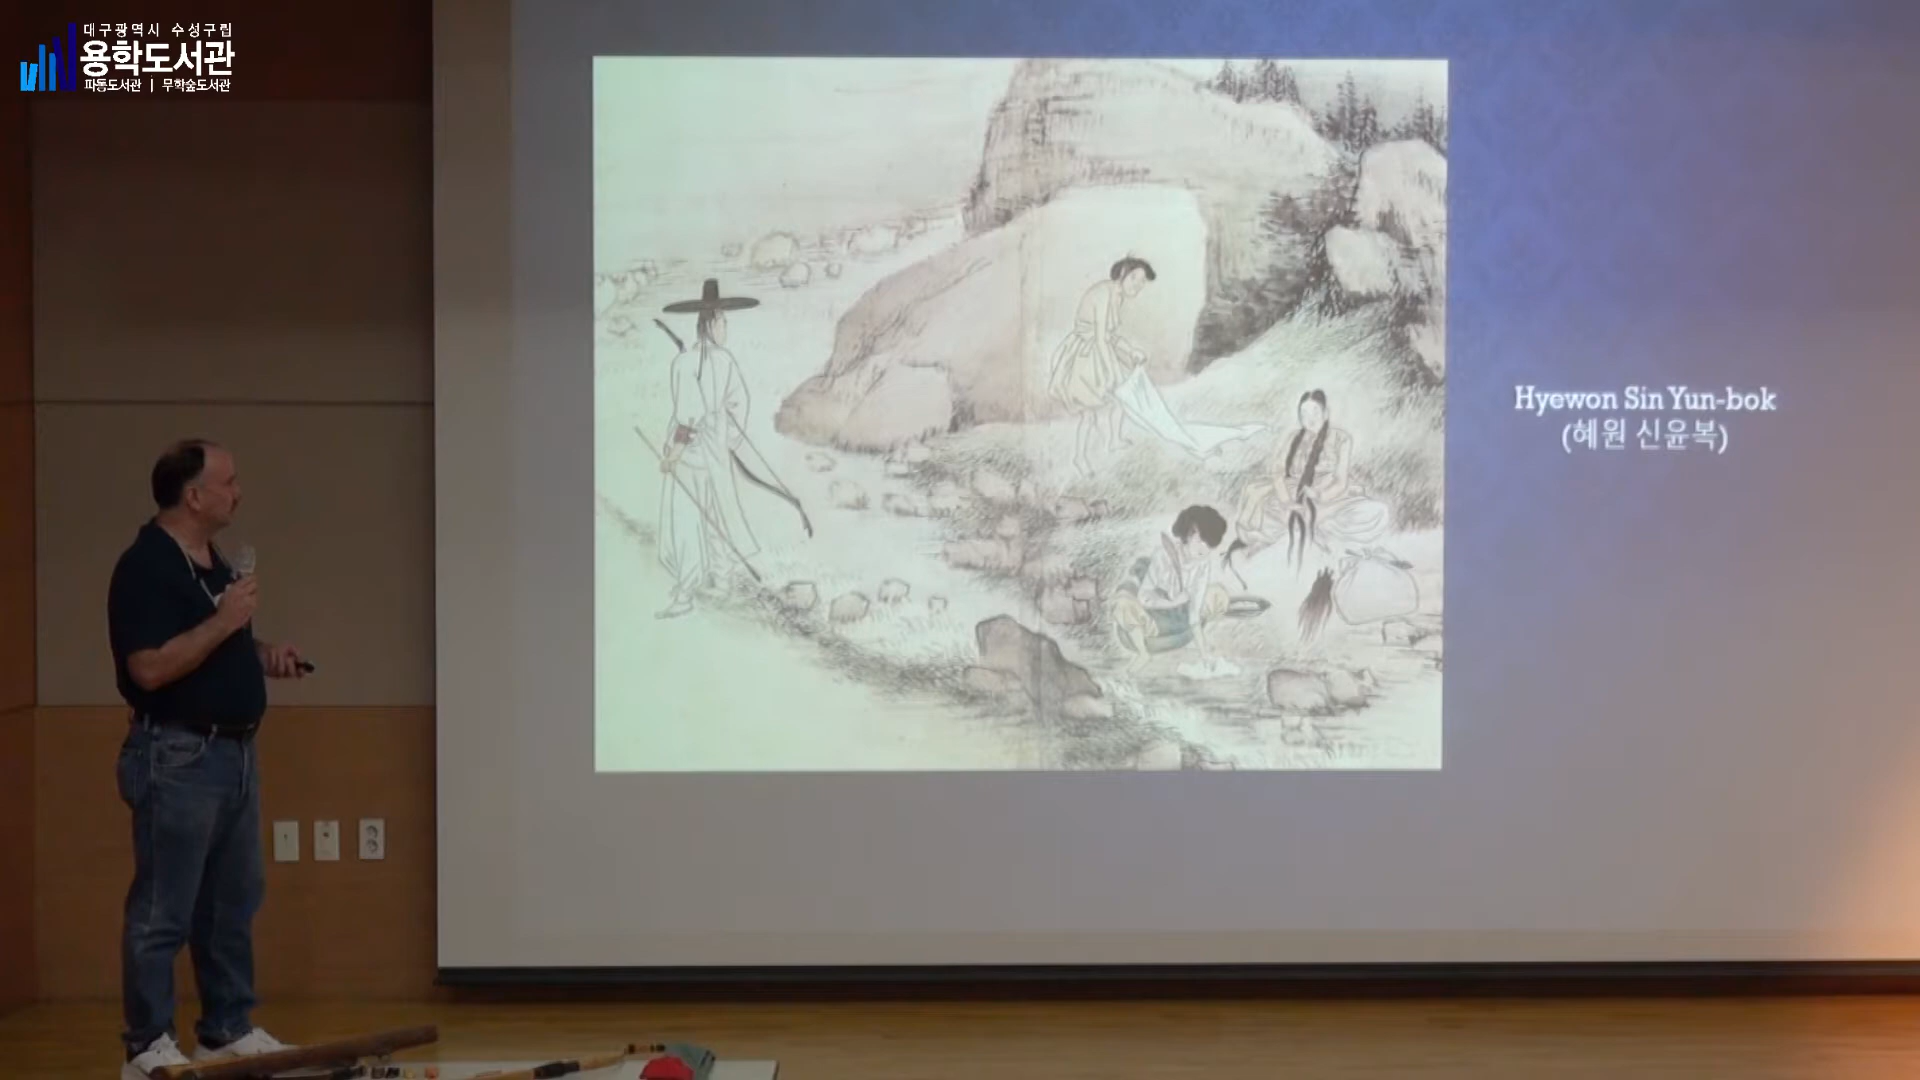 대구광역시 수성구립
용학도서관
파동도서관 | 무학숲도서관
Hyewon Sin Yun-bok
(혜원 신윤복)